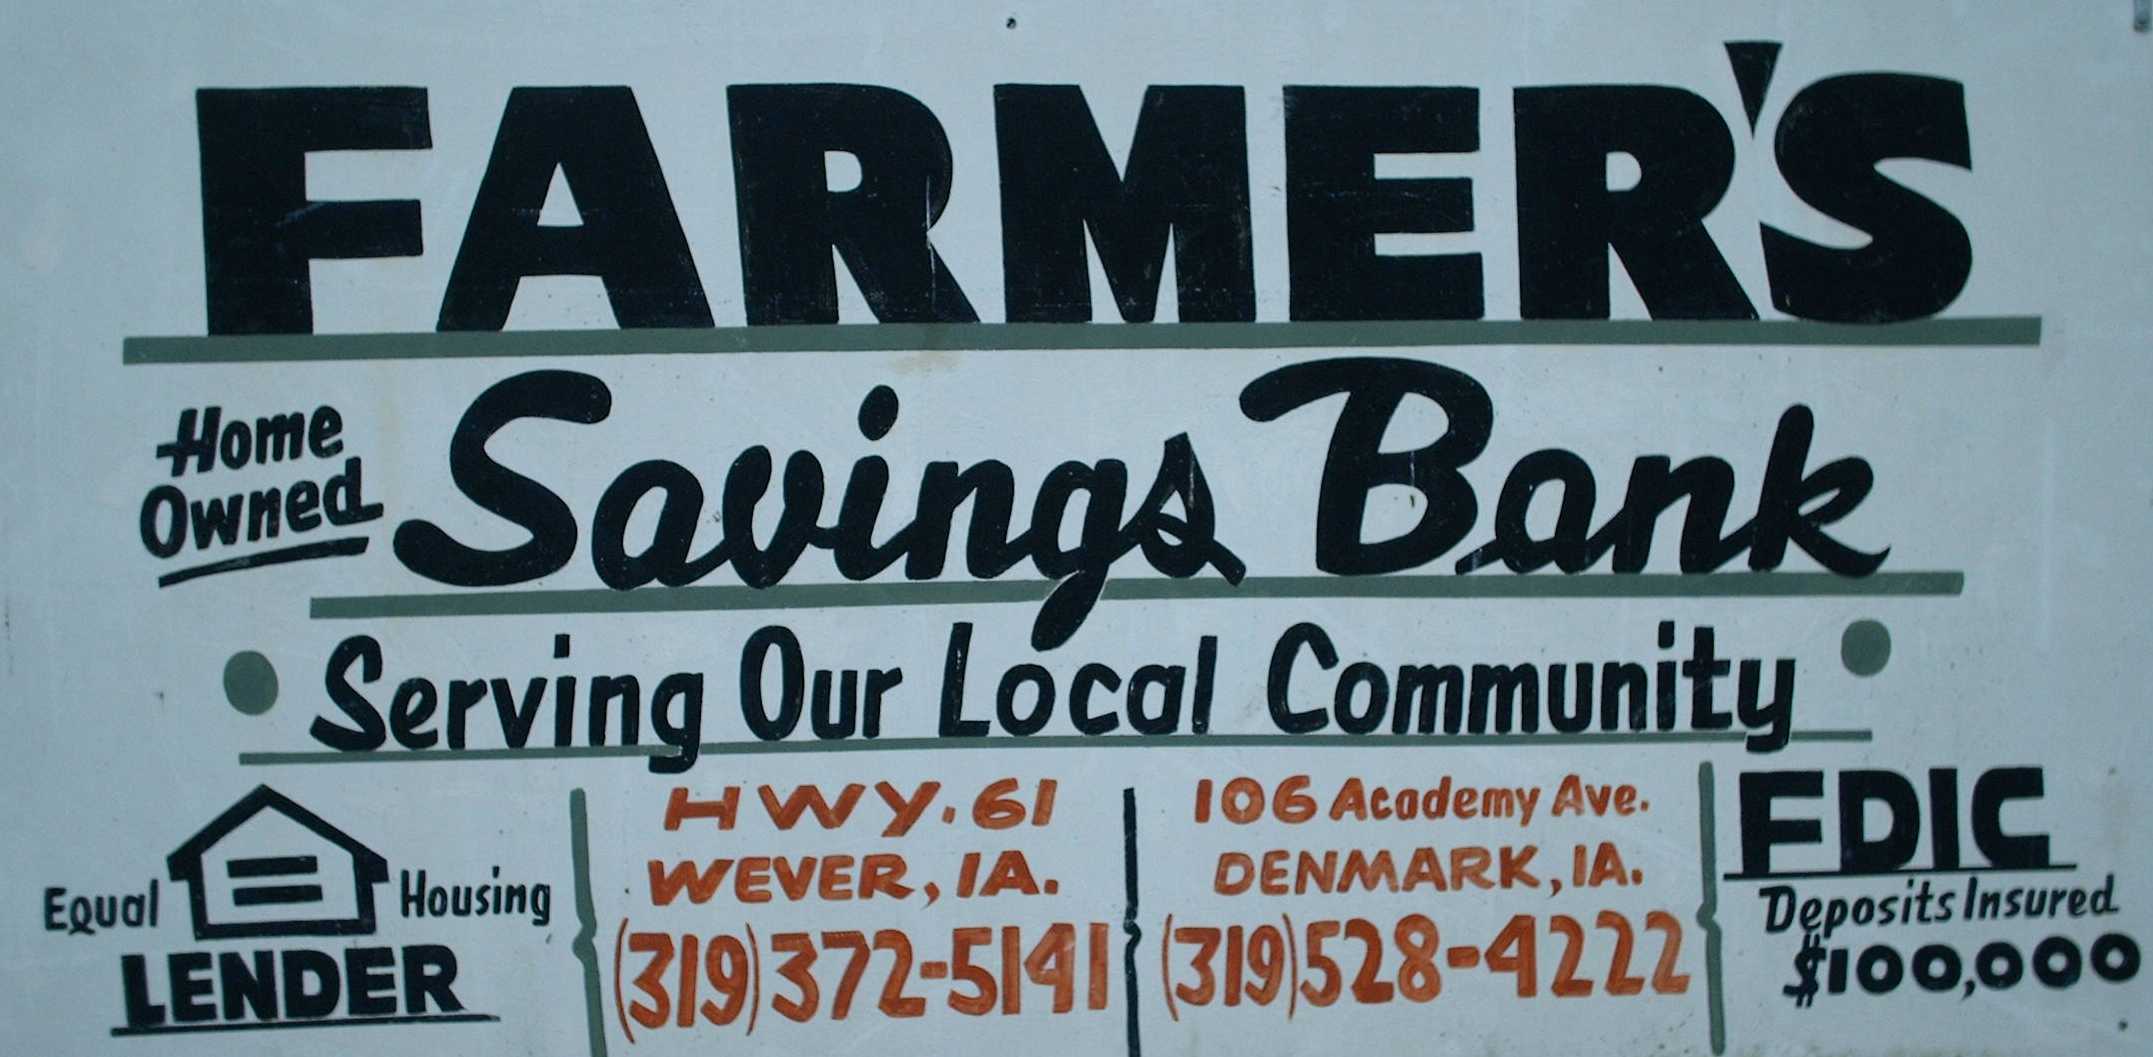 FARMER'S
Home
Owned
Savings Bank
Serving Our Local Community
Equal Housing
LENDER
HWY. 61
WEVER, IA.
(319)372-5141
106 Academy Ave.
DENMARK, IA.
(319)528-4222
FDIC
Deposits Insured
$100,000